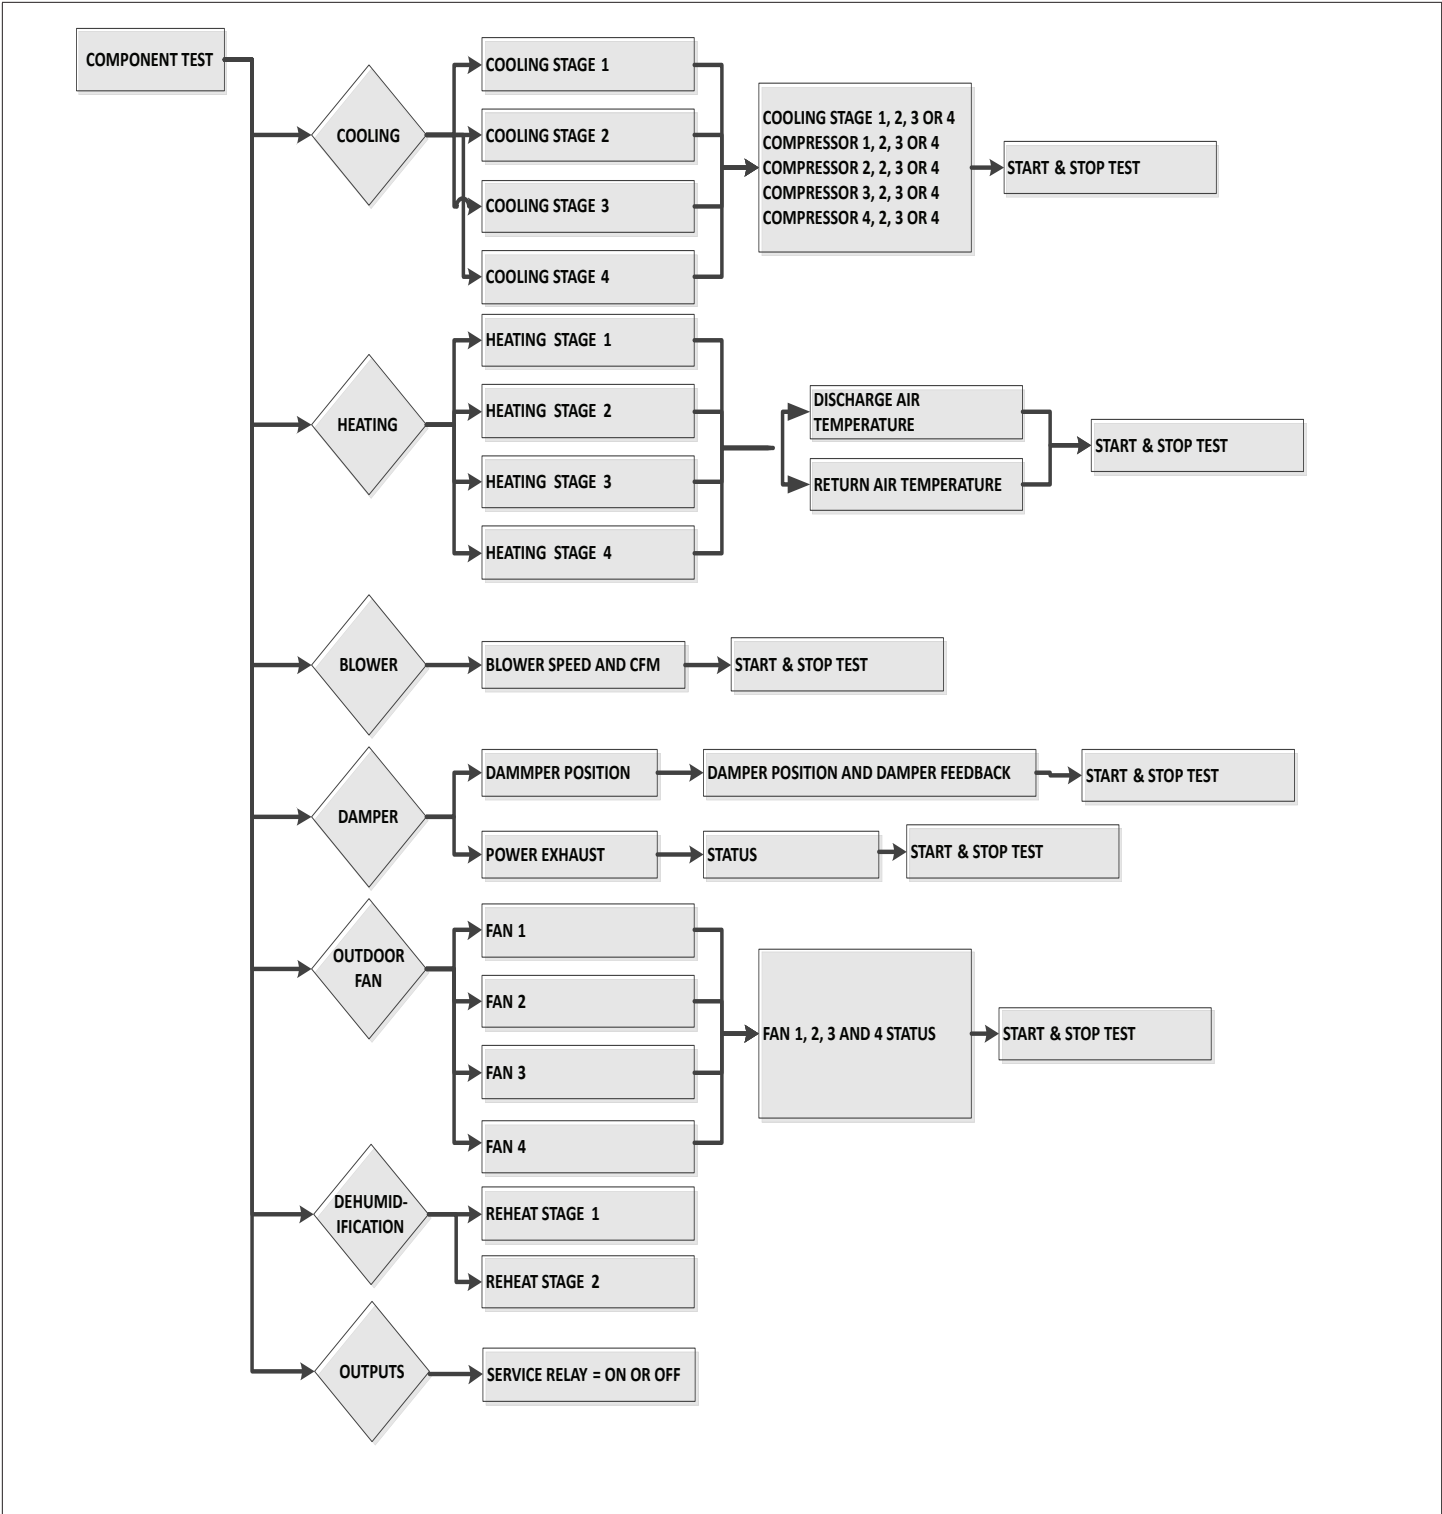 COMPONENT TEST
COOLING
COOLING STAGE 1
COOLING STAGE 2
COOLING STAGE 3
COOLING STAGE 4
COOLING STAGE 1, 2, 3 OR 4
COMPRESSOR 1, 2, 3 OR 4
COMPRESSOR 2, 2, 3 OR 4
COMPRESSOR 3, 2, 3 OR 4
COMPRESSOR 4, 2, 3 OR 4
START & STOP TEST
HEATING
HEATING STAGE 1
HEATING STAGE 2
HEATING STAGE 3
HEATING STAGE 4
DISCHARGE AIR
TEMPERATURE
RETURN AIR TEMPERATURE
START & STOP TEST
BLOWER
BLOWER SPEED AND CFM
START & STOP TEST
DAMPER
DAMMPER POSITION
DAMPER POSITION AND DAMPER FEEDBACK
START & STOP TEST
POWER EXHAUST
STATUS
START & STOP TEST
OUTDOOR
FAN
FAN 1
FAN 2
FAN 3
FAN 4
FAN 1, 2, 3 AND 4 STATUS
START & STOP TEST
DEHUMID-
IFICATION
REHEAT STAGE 1
REHEAT STAGE 2
OUTPUTS
SERVICE RELAY = ON OR OFF